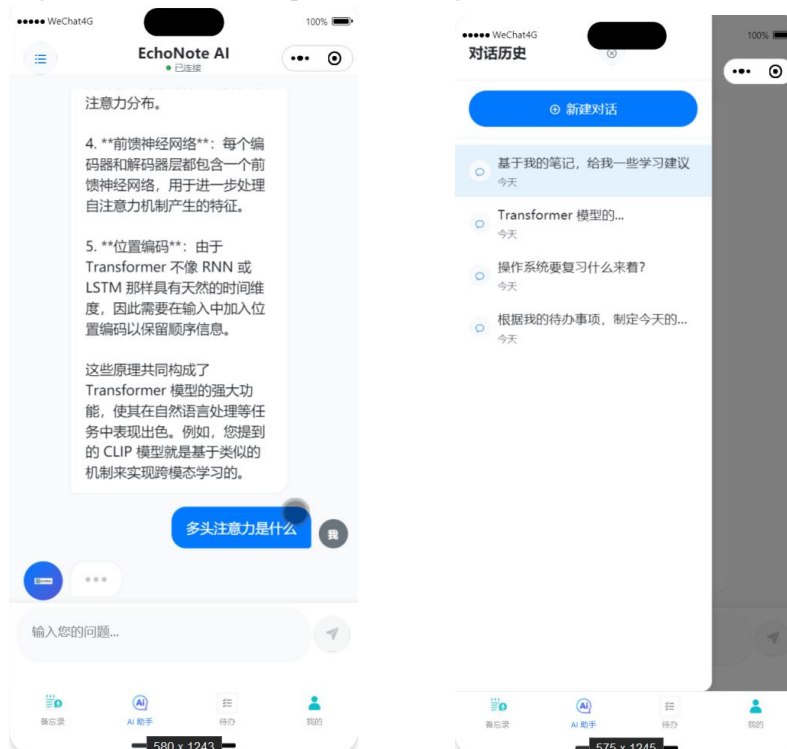 WeChat4G
100%
EchoNote AI
已连接
注意力分布。
4. **前馈神经网络**：每个编
码器和解码器层都包含一个前
馈神经网络，用于进一步处理
自注意力机制产生的特征。
5. **位置编码**：由于
Transformer 不像 RNN 或
LSTM 那样具有天然的时间维
度，因此需要在输入中加入位
置编码以保留顺序信息。
这些原理共同构成了
Transformer 模型的强大功
能，使其在自然语言处理等任
务中表现出色。例如，您提到
的 CLIP 模型就是基于类似的
机制来实现跨模态学习的。
多头注意力是什么
我
输入您的问题...
备忘录
AI 助手
待办
我的
580 x 1243
WeChat4G
100%
对话历史
新建对话
基于我的笔记，给我一些学习建议
今天
Transformer 模型的...
今天
操作系统要复习什么来着?
今天
根据我的待办事项，制定今天的...
今天
备忘录
AI 助手
待办
我的
575 x 1245